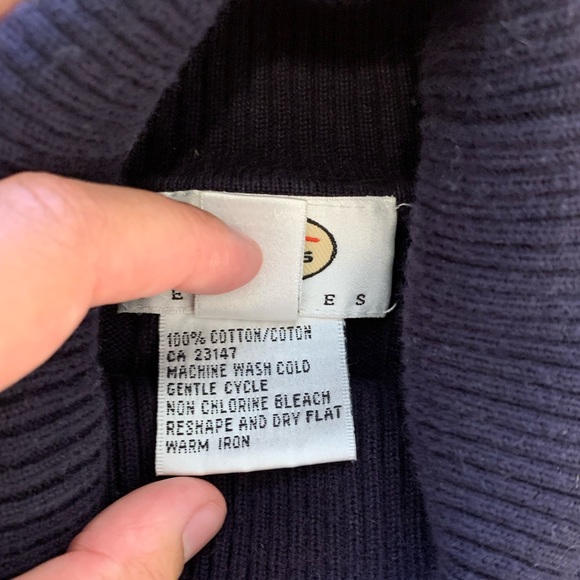 s
E E S
100% COTTON/COTON
CA 23147
MACHINE WASH COLD
GENTLE CYCLE
NON CHLORINE BLEACH
RESHAPE AND DRY FLAT
WARM IRON